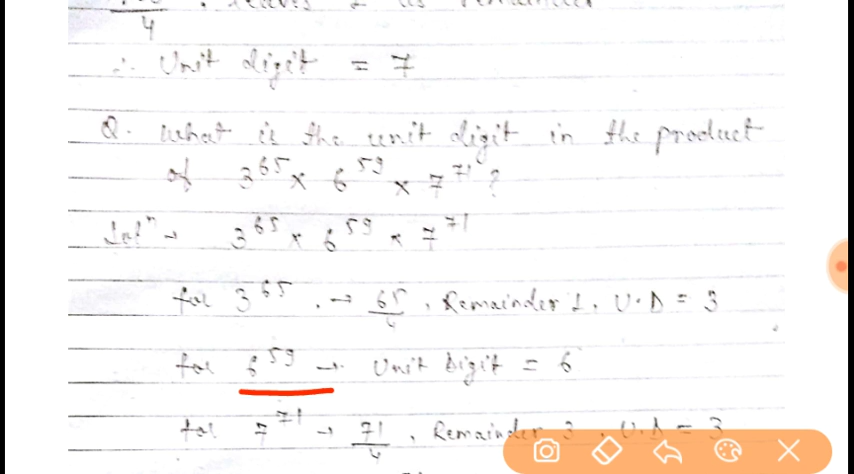 4
∴ Unit digit = 7
Q. what is the unit digit in the product
of 3^65 x 6^59 x 7^71 ?
Sol^n → 3^65 x 6^59 x 7^71
for 3^65 . → 65/4 , Remainder 1, U.D = 3
for 6^59 → Unit Digit = 6
for 7^71 → 71/4 , Remainder 3, U.D = 3